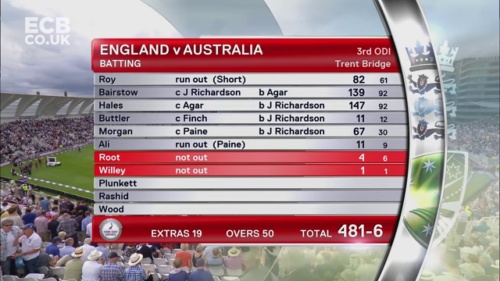 ECB
CO.UK
ENGLAND v AUSTRALIA 3rd ODI
BATTING Trent Bridge
Roy run out (Short) 82 61
Bairstow c J Richardson b Agar 139 92
Hales c Agar b J Richardson 147 92
Buttler c Finch b J Richardson 11 12
Morgan c Paine b J Richardson 67 30
Ali run out (Paine) 11 9
Root not out 4 6
Willey not out 1 1
Plunkett
Rashid
Wood
EXTRAS 19 OVERS 50 TOTAL 481-6